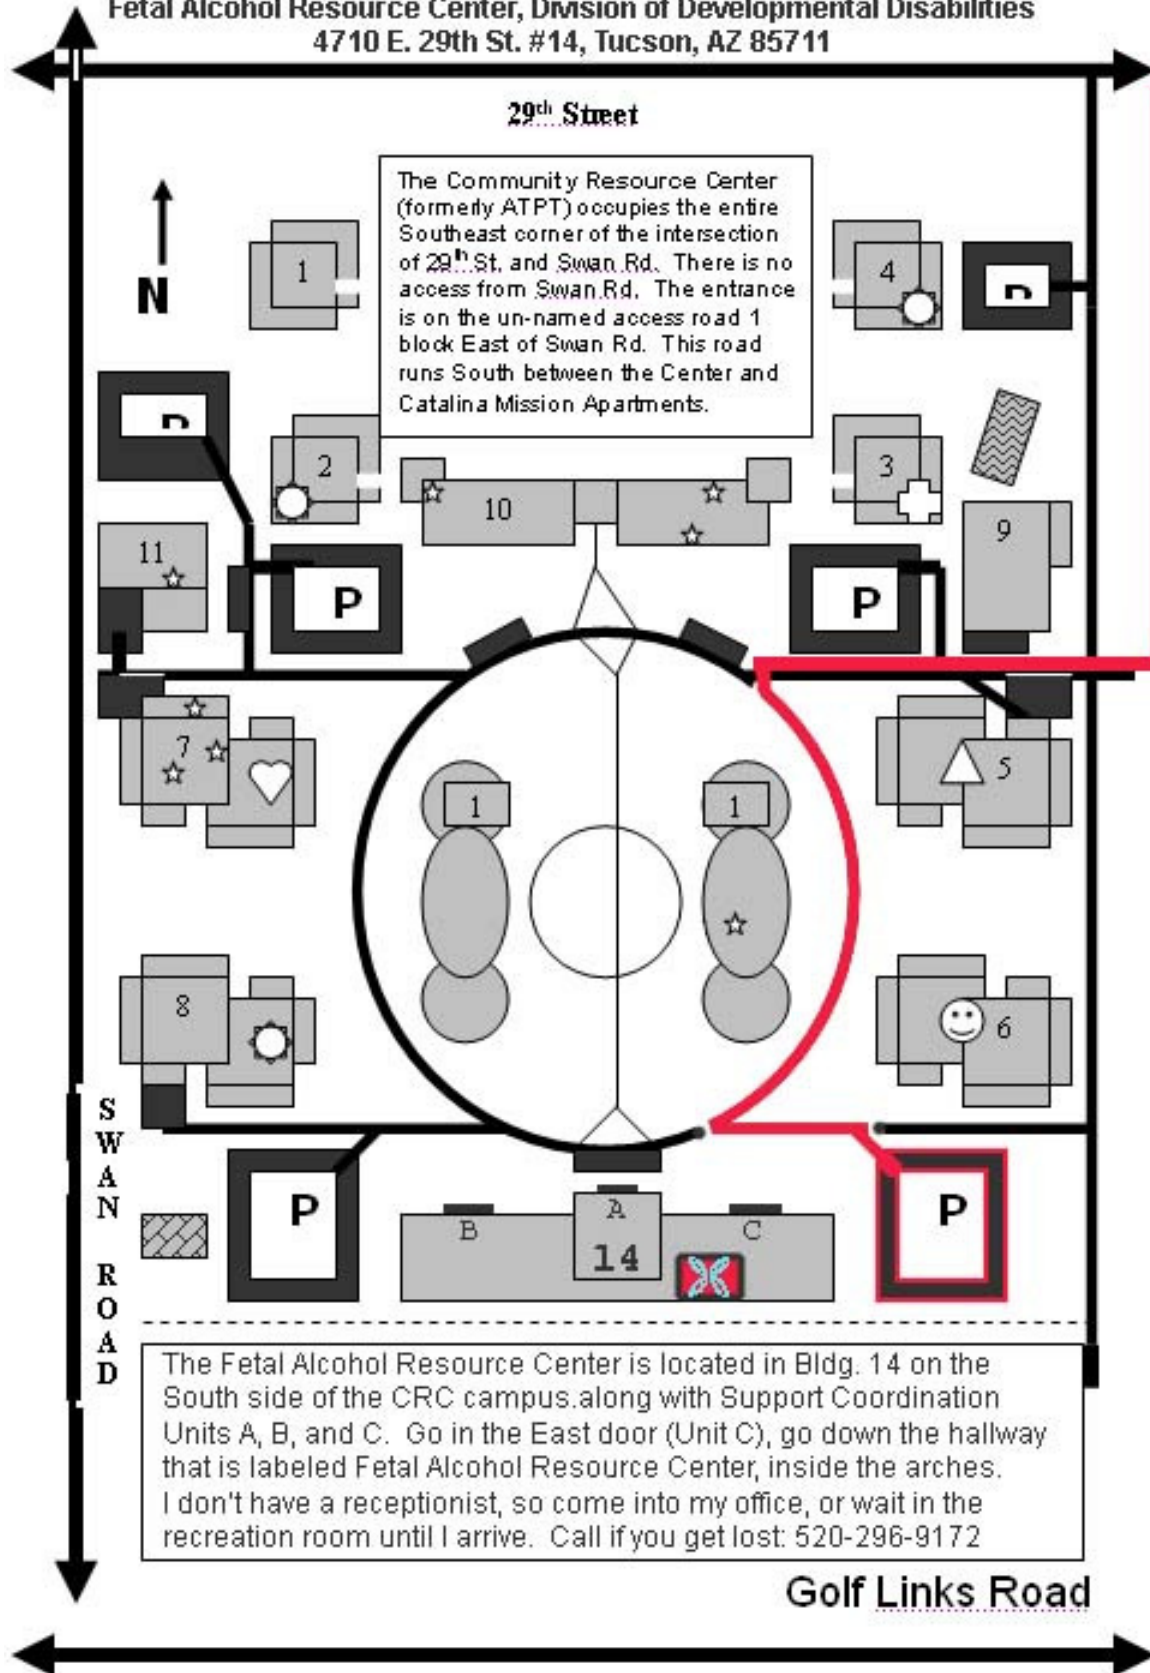 Fetal Alcohol Resource Center, Division of Developmental Disabilities
4710 E. 29th St. #14, Tucson, AZ 85711
29th Street
The Community Resource Center
(formerly ATPT) occupies the entire
Southeast corner of the intersection
of 29th St. and Swan Rd. There is no
access from Swan Rd. The entrance
is on the un-named access road 1
block East of Swan Rd. This road
runs South between the Center and
Catalina Mission Apartments.
N
1
4
P
P
2
10
3
9
11
P
P
7
5
1
1
8
6
SWAN ROAD
P
P
B
A
C
14
The Fetal Alcohol Resource Center is located in Bldg. 14 on the
South side of the CRC campus.along with Support Coordination
Units A, B, and C. Go in the East door (Unit C), go down the hallway
that is labeled Fetal Alcohol Resource Center, inside the arches.
I don't have a receptionist, so come into my office, or wait in the
recreation room until I arrive. Call if you get lost: 520-296-9172
Golf Links Road